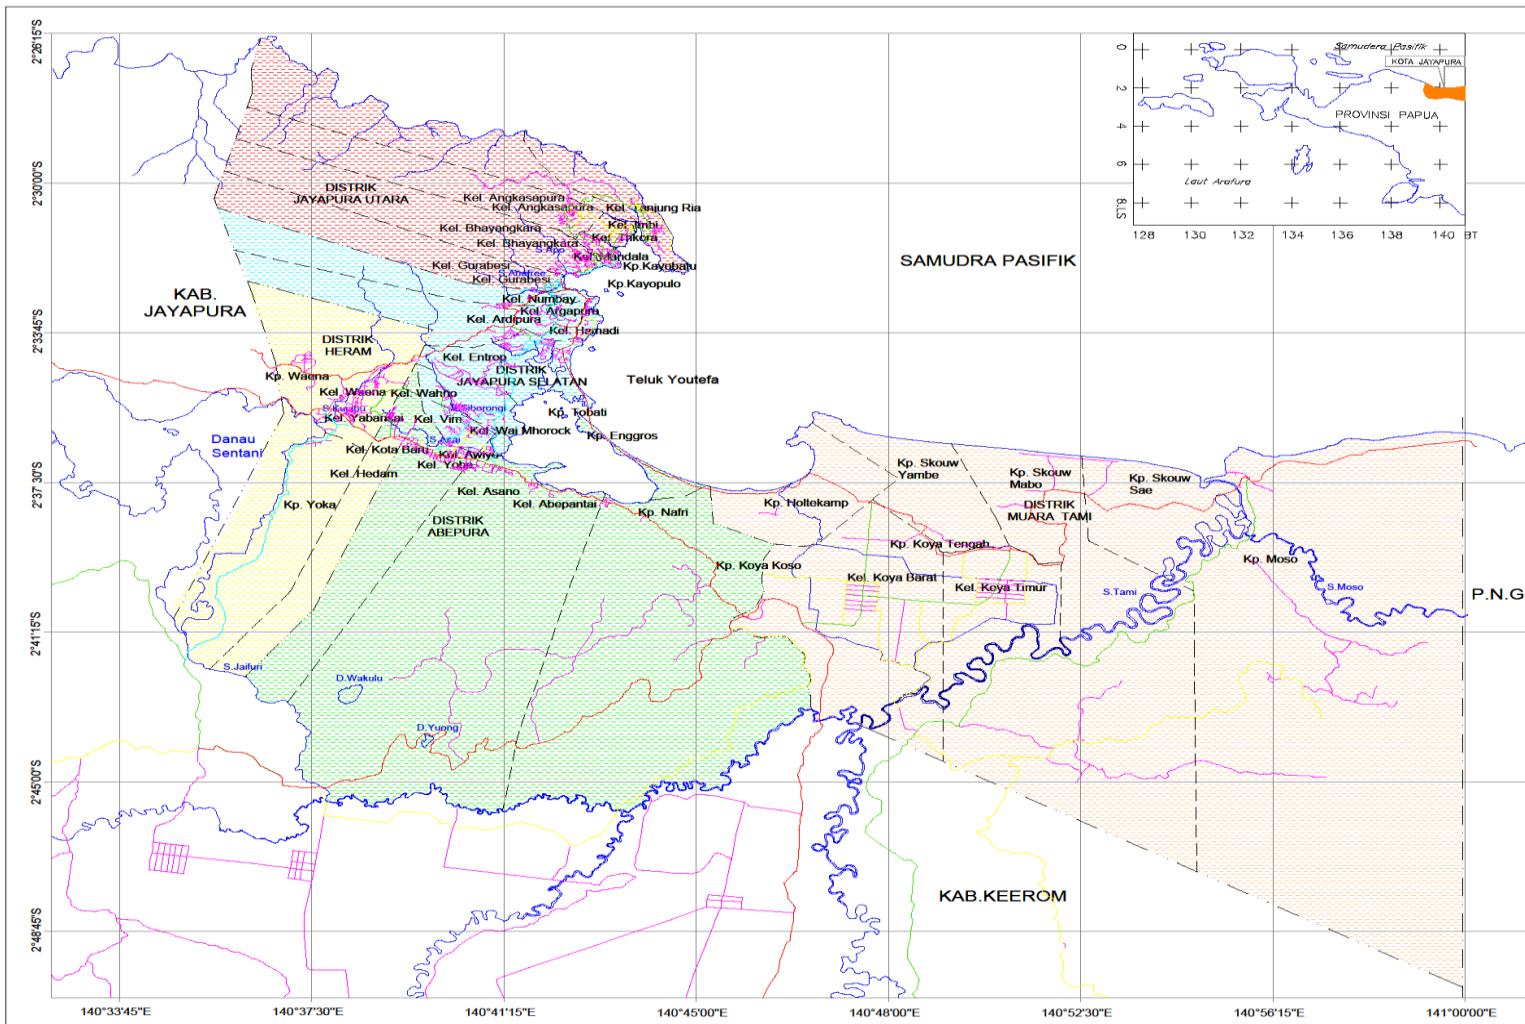 2°26'15"S
2°30'00"S
2°33'45"S
2°37'30"S
2°41'15"S
2°45'00"S
2°48'45"S
0
2
4
6
8
LS
Samudera Pasifik
KOTA JAYAPURA
PROVINSI PAPUA
Laut Arafura
128
130
132
134
136
138
140
BT
DISTRIK
JAYAPURA UTARA
Kel. Angkasapura
Kel. Angkasapura
Kel. Tanjung Ria
Kel. Imbi
Kel. Trikora
Kel. Bhayangkara
Kel. Bhayangkara
S.Apo
Kel. Mandala
Kp.Kayobatu
Kel. Gurabesi
S.Anafree
Kel. Gurabesi
Kp.Kayopulo
SAMUDRA PASIFIK
KAB.
JAYAPURA
Kel. Numbay
Kel. Argapura
Kel. Ardipura
Kel. Hamadi
DISTRIK
HERAM
Kel. Entrop
DISTRIK
JAYAPURA SELATAN
Teluk Youtefa
Kp. Waena
Kel. Waena
Kel. Wahno
Kel. Yabansai
Kel. Vim
Kp. Tobati
Kel. Wai Mhorock
Kp. Enggros
S.Acai
Danau
Sentani
Kel. Kota Baru
Kel. Awiyo
Kel. Yobe
Kel. Hedam
Kp. Skouw
Yambe
Kp. Skouw
Mabo
Kp. Skouw
Sae
Kel. Asano
Kel. Abepantai
Kp. Yoka
Kp. Nafri
Kp. Holtekamp
DISTRIK
MUARA TAMI
DISTRIK
ABEPURA
Kp. Koya Tengah
Kp. Koya Koso
Kel. Koya Barat
Kel. Koya Timur
Kp. Moso
S.Tami
S.Moso
P.N.G
S.Jaifuri
D.Wakulu
D.Yuong
KAB.KEEROM
140°33'45"E
140°37'30"E
140°41'15"E
140°45'00"E
140°48'00"E
140°52'30"E
140°56'15"E
141°00'00"E